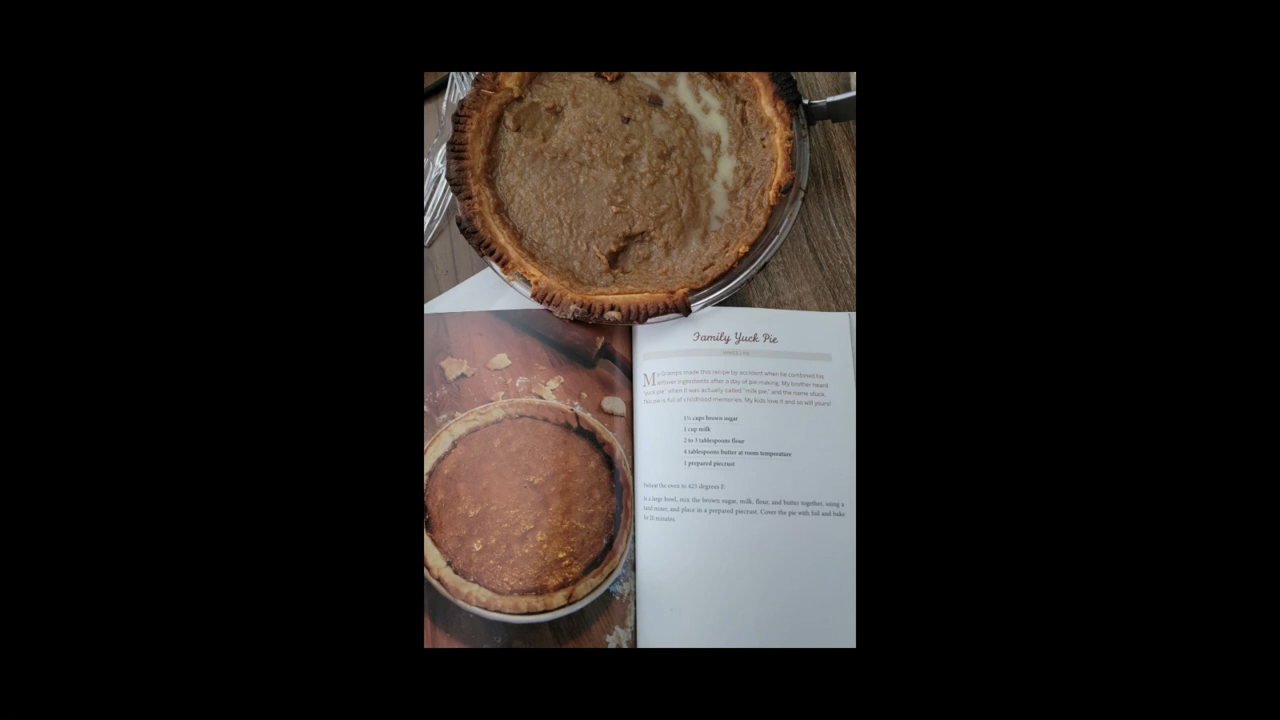 Family Yuck Pie
My Gramps made this recipe by accident when he combined his
leftover ingredients after a day of pie making. My brother heard
"yuck pie" when it was actually called "milk pie," and the name stuck.
This pie is full of childhood memories. My kids love it and so will yours!
1½ cups brown sugar
1 cup milk
2 to 3 tablespoons flour
4 tablespoons butter at room temperature
1 prepared piecrust
Preheat the oven to 425 degrees F.
In a large bowl, mix the brown sugar, milk, flour, and butter together, using a
hand mixer, and place in a prepared piecrust. Cover the pie with foil and bake
minutes.